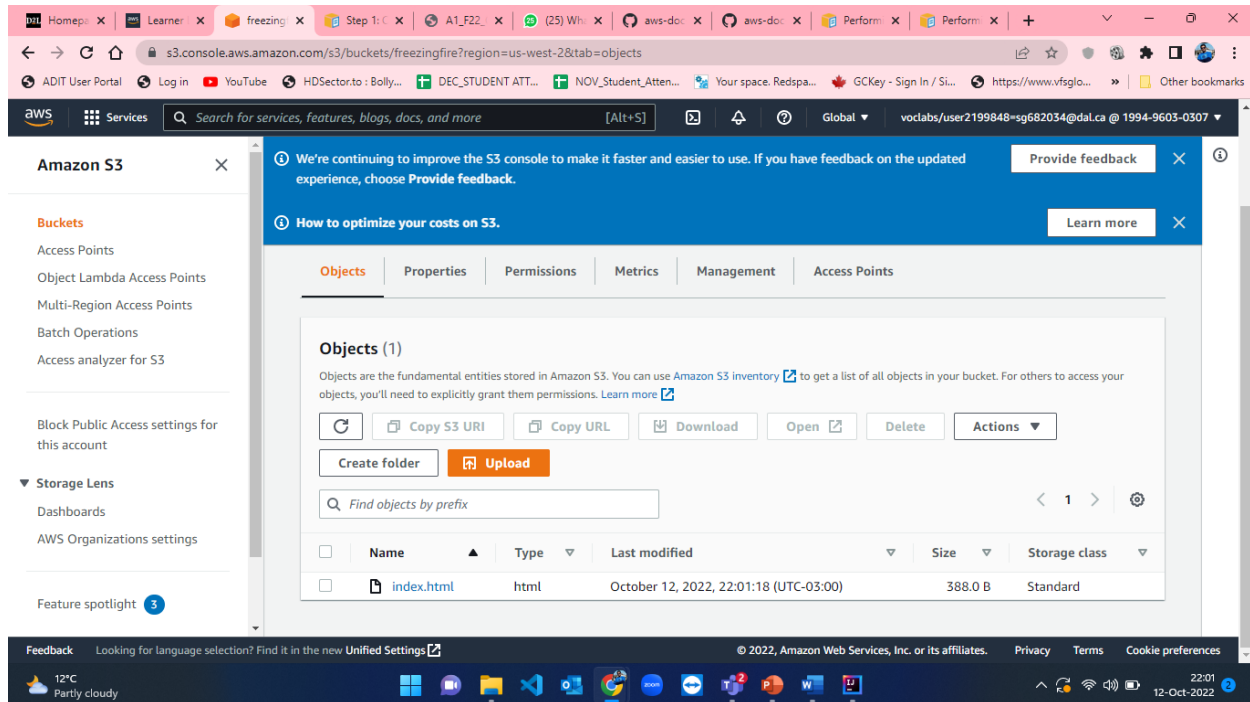 D2L Homepa
aws Learner
freezing
Step 1: C
A1_F22_
(25) Wha
aws-doc
aws-doc
Perform
Perform
s3.console.aws.amazon.com/s3/buckets/freezingfire?region=us-west-2&tab=objects
ADIT User Portal Log in YouTube HDSector.to : Bolly... DEC_STUDENT ATT... NOV_Student_Atten... Your space. Redspa... GCKey - Sign In / Si... https://www.vfsglo... » Other bookmarks
aws Services Search for services, features, blogs, docs, and more [Alt+S] Global ▼ voclabs/user2199848=sg682034@dal.ca @ 1994-9603-0307 ▼
Amazon S3
Buckets
Access Points
Object Lambda Access Points
Multi-Region Access Points
Batch Operations
Access analyzer for S3
Block Public Access settings for
this account
▼ Storage Lens
Dashboards
AWS Organizations settings
Feature spotlight 3
We're continuing to improve the S3 console to make it faster and easier to use. If you have feedback on the updated
experience, choose Provide feedback.
Provide feedback
How to optimize your costs on S3.
Learn more
Objects Properties Permissions Metrics Management Access Points
Objects (1)
Objects are the fundamental entities stored in Amazon S3. You can use Amazon S3 inventory to get a list of all objects in your bucket. For others to access your
objects, you'll need to explicitly grant them permissions. Learn more
Copy S3 URI Copy URL Download Open Delete Actions ▼
Create folder Upload
Find objects by prefix
1
Name Type Last modified Size Storage class
index.html html October 12, 2022, 22:01:18 (UTC-03:00) 388.0 B Standard
Feedback Looking for language selection? Find it in the new Unified Settings © 2022, Amazon Web Services, Inc. or its affiliates. Privacy Terms Cookie preferences
12°C
Partly cloudy
zoom
2
22:01
12-Oct-2022
2